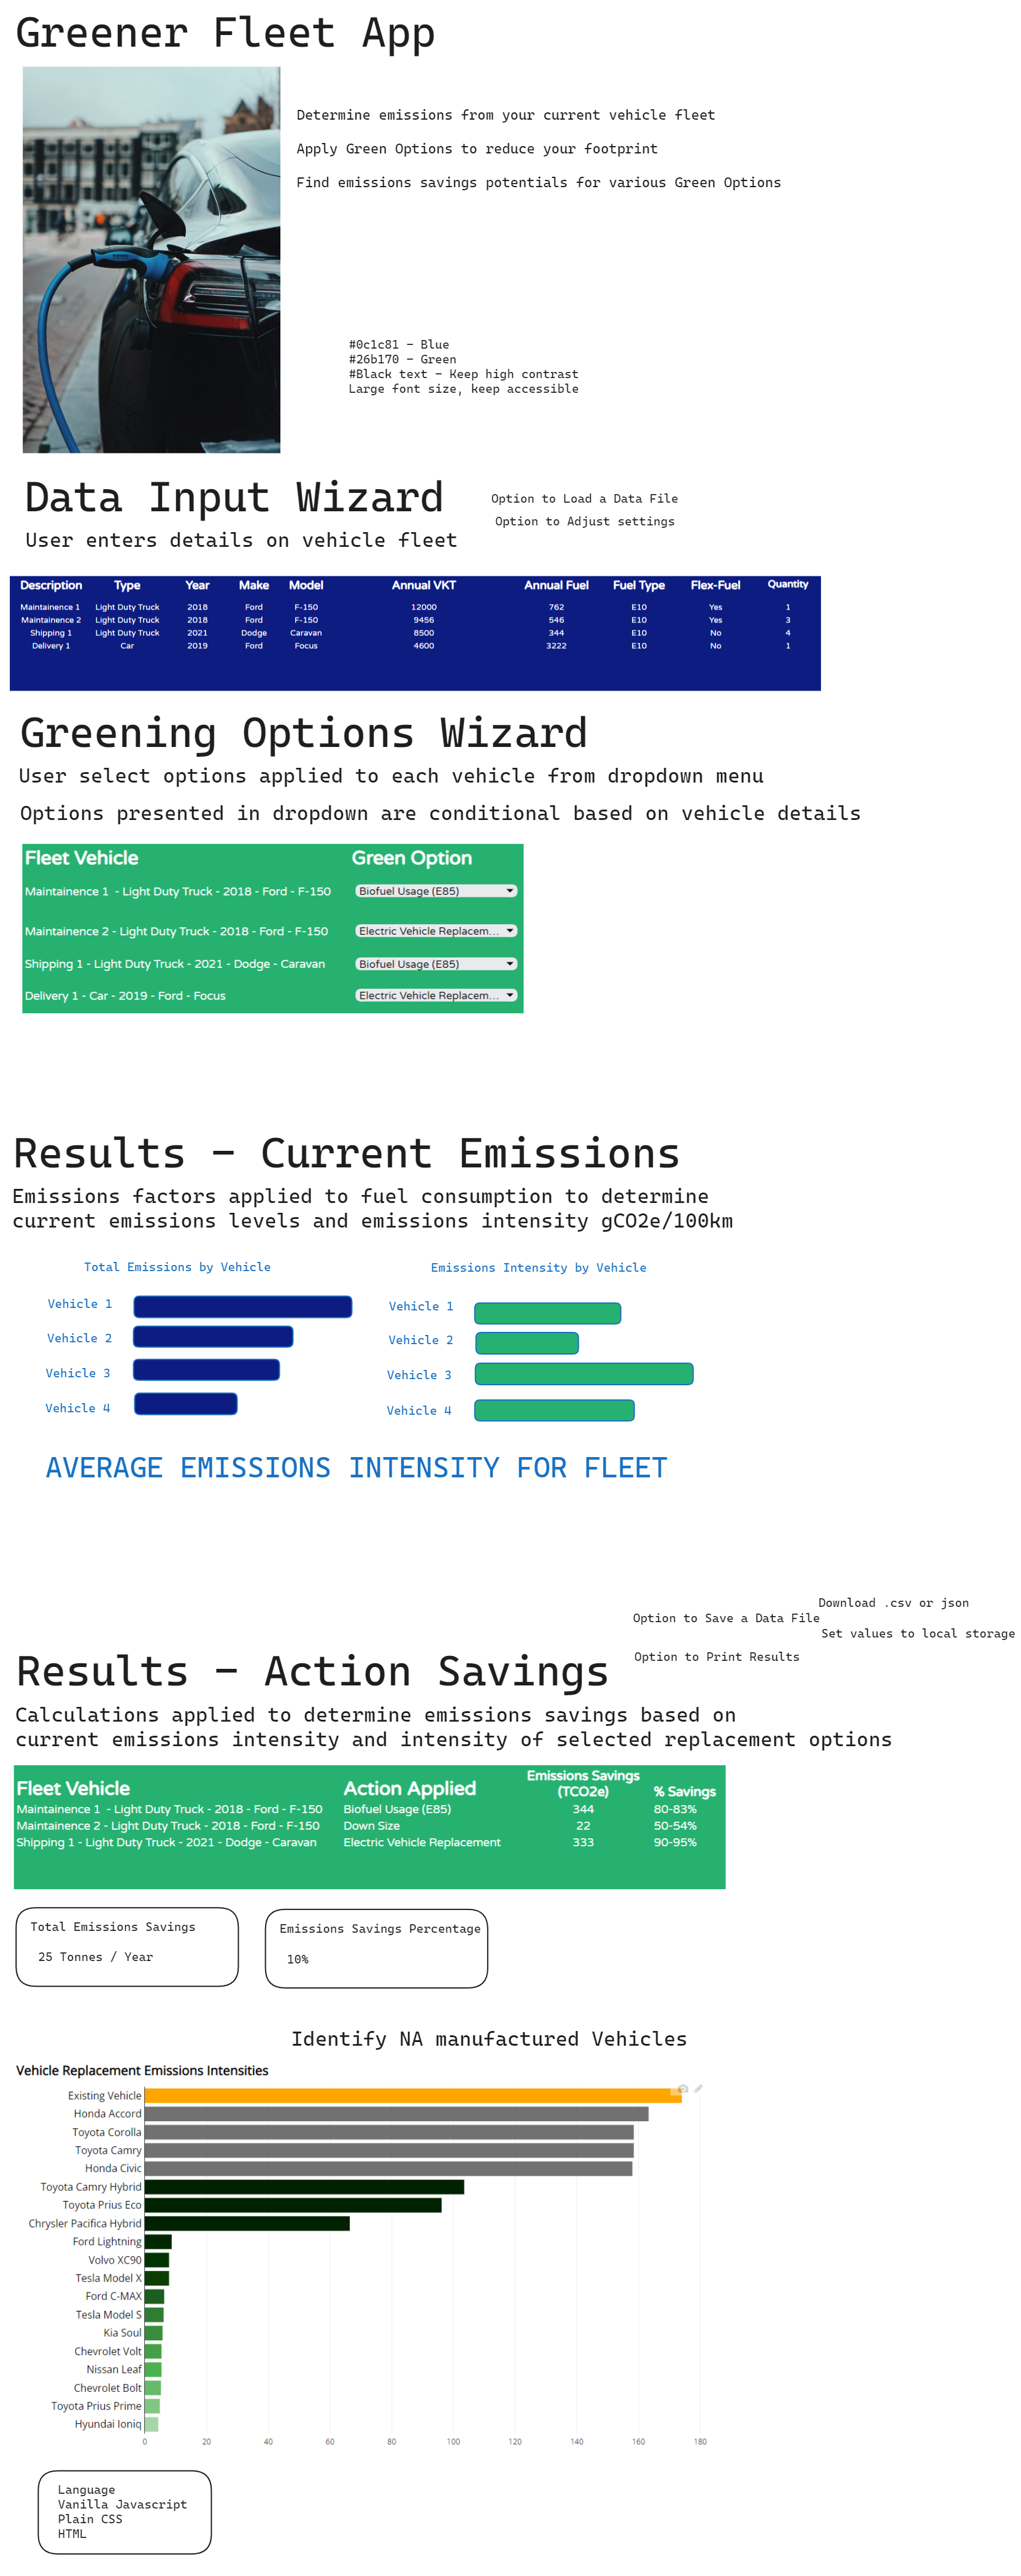 Greener Fleet App
Determine emissions from your current vehicle fleet
Apply Green Options to reduce your footprint
Find emissions savings potentials for various Green Options
#0c1c81 - Blue
#26b170 - Green
#Black text - Keep high contrast
Large font size, keep accessible
Data Input Wizard
Option to Load a Data File
Option to Adjust settings
User enters details on vehicle fleet
Description Type Year Make Model Annual VKT Annual Fuel Fuel Type Flex-Fuel Quantity
Maintainence 1 Light Duty Truck 2018 Ford F-150 12000 762 E10 Yes 1
Maintainence 2 Light Duty Truck 2018 Ford F-150 9456 546 E10 Yes 3
Shipping 1 Light Duty Truck 2021 Dodge Caravan 8500 344 E10 No 4
Delivery 1 Car 2019 Ford Focus 4600 3222 E10 No 1
Greening Options Wizard
User select options applied to each vehicle from dropdown menu
Options presented in dropdown are conditional based on vehicle details
Fleet Vehicle Green Option
Maintainence 1 - Light Duty Truck - 2018 - Ford - F-150 Biofuel Usage (E85)
Maintainence 2 - Light Duty Truck - 2018 - Ford - F-150 Electric Vehicle Replacem...
Shipping 1 - Light Duty Truck - 2021 - Dodge - Caravan Biofuel Usage (E85)
Delivery 1 - Car - 2019 - Ford - Focus Electric Vehicle Replacem...
Results - Current Emissions
Emissions factors applied to fuel consumption to determine
current emissions levels and emissions intensity gCO2e/100km
Total Emissions by Vehicle
Vehicle 1
Vehicle 2
Vehicle 3
Vehicle 4
Emissions Intensity by Vehicle
Vehicle 1
Vehicle 2
Vehicle 3
Vehicle 4
AVERAGE EMISSIONS INTENSITY FOR FLEET
Download .csv or json
Option to Save a Data File
Set values to local storage
Option to Print Results
Results - Action Savings
Calculations applied to determine emissions savings based on
current emissions intensity and intensity of selected replacement options
Fleet Vehicle Action Applied Emissions Savings (TCO2e) % Savings
Maintainence 1 - Light Duty Truck - 2018 - Ford - F-150 Biofuel Usage (E85) 344 80-83%
Maintainence 2 - Light Duty Truck - 2018 - Ford - F-150 Down Size 22 50-54%
Shipping 1 - Light Duty Truck - 2021 - Dodge - Caravan Electric Vehicle Replacement 333 90-95%
Total Emissions Savings
25 Tonnes / Year
Emissions Savings Percentage
10%
Identify NA manufactured Vehicles
Vehicle Replacement Emissions Intensities
Existing Vehicle
Honda Accord
Toyota Corolla
Toyota Camry
Honda Civic
Toyota Camry Hybrid
Toyota Prius Eco
Chrysler Pacifica Hybrid
Ford Lightning
Volvo XC90
Tesla Model X
Ford C-MAX
Tesla Model S
Kia Soul
Chevrolet Volt
Nissan Leaf
Chevrolet Bolt
Toyota Prius Prime
Hyundai Ioniq
0 20 40 60 80 100 120 140 160 180
Language
Vanilla Javascript
Plain CSS
HTML